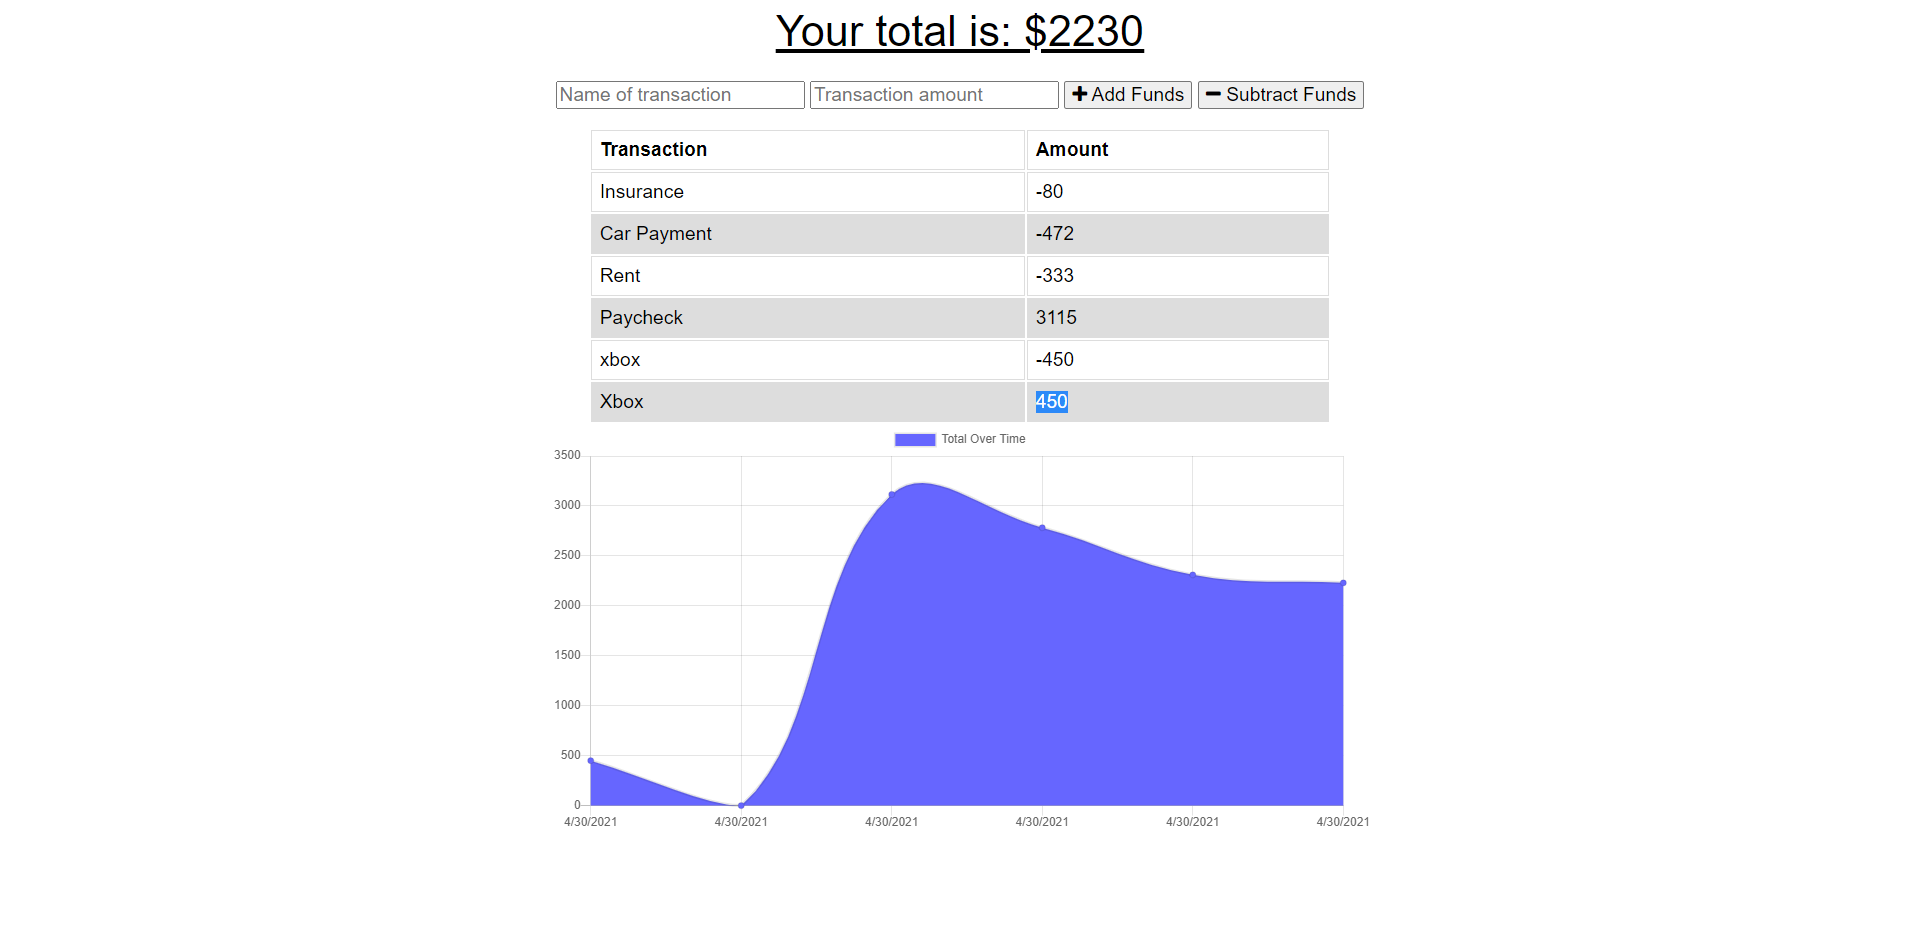 Your total is: $2230
Name of transaction Transaction amount Add Funds Subtract Funds
Transaction Amount
Insurance -80
Car Payment -472
Rent -333
Paycheck 3115
xbox -450
Xbox 450
Total Over Time
3500
3000
2500
2000
1500
1000
500
0
4/30/2021 4/30/2021 4/30/2021 4/30/2021 4/30/2021 4/30/2021